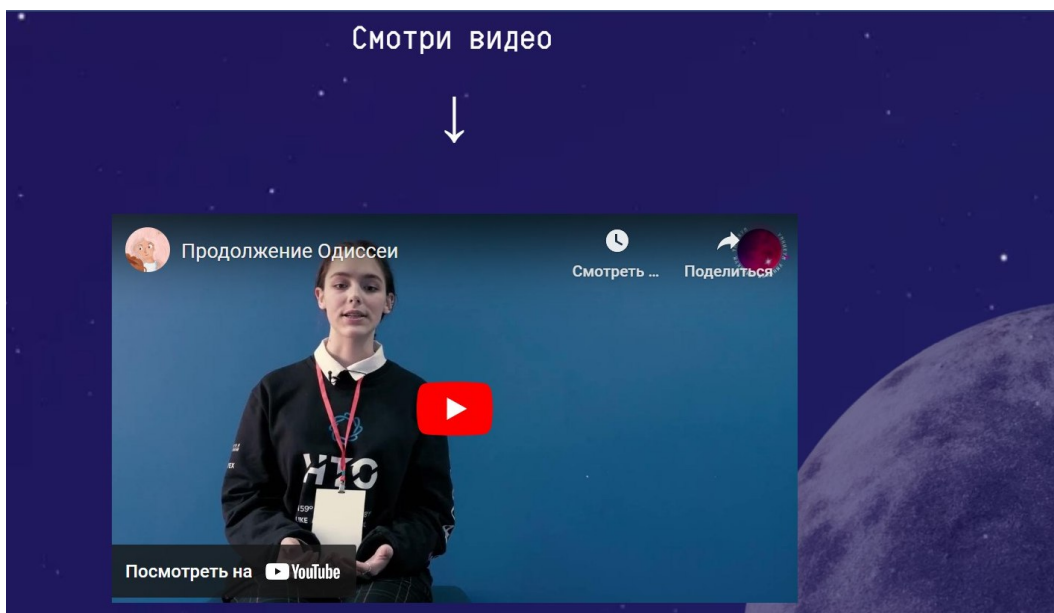 Смотри видео
Продолжение Одиссеи
Смотреть ...
Поделиться
НТО
Посмотреть на YouTube